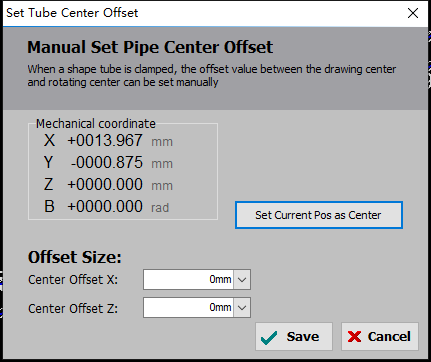 Set Tube Center Offset
Manual Set Pipe Center Offset
When a shape tube is clamped, the offset value between the drawing center
and rotating center can be set manually
Mechanical coordinate
X +0013.967 mm
Y -0000.875 mm
Z +0000.000 mm
B +0000.000 rad
Set Current Pos as Center
Offset Size:
Center Offset X: 0mm
Center Offset Z: 0mm
Save Cancel